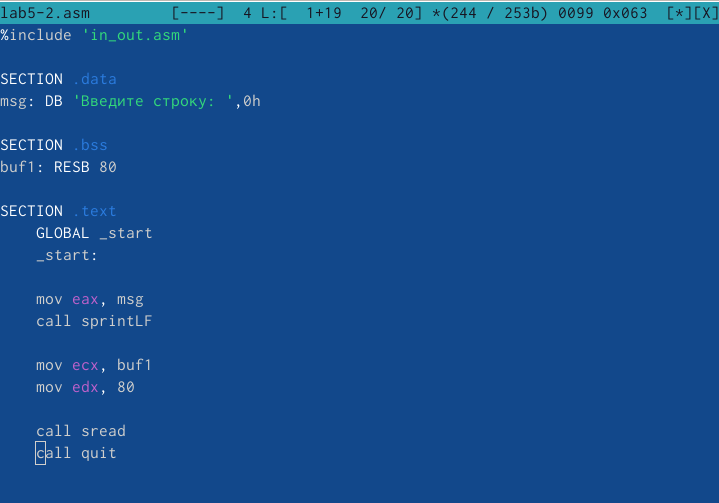 lab5-2.asm [----] 4 L:[ 1+19 20/ 20] *(244 / 253b) 0099 0x063 [*][X]
%include 'in_out.asm'
SECTION .data
msg: DB 'Введите строку: ',0h
SECTION .bss
buf1: RESB 80
SECTION .text
GLOBAL _start
_start:
mov eax, msg
call sprintLF
mov ecx, buf1
mov edx, 80
call sread
call quit